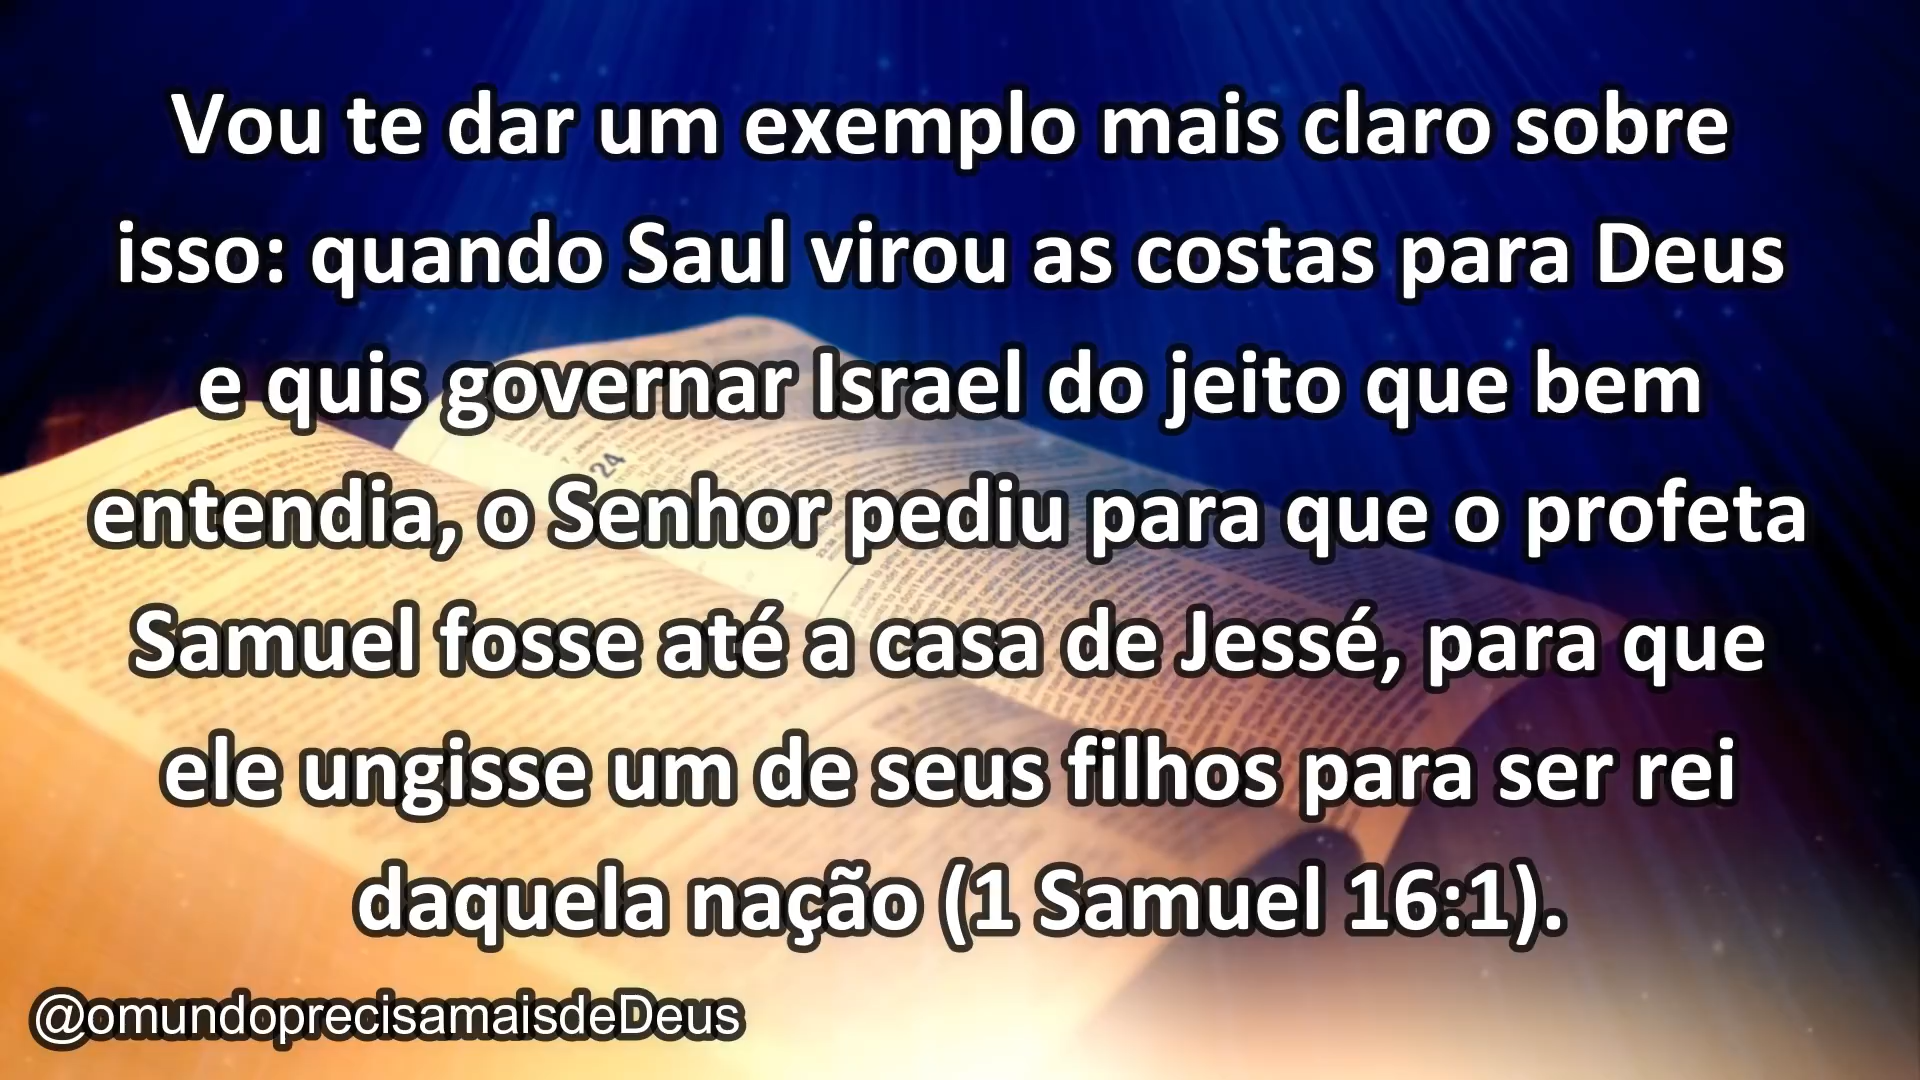 Vou te dar um exemplo mais claro sobre
isso: quando Saul virou as costas para Deus
e quis governar Israel do jeito que bem
entendia, o Senhor pediu para que o profeta
Samuel fosse até a casa de Jessé, para que
ele ungisse um de seus filhos para ser rei
daquela nação (1 Samuel 16:1).
24
@omundoprecisamaisdeDeus